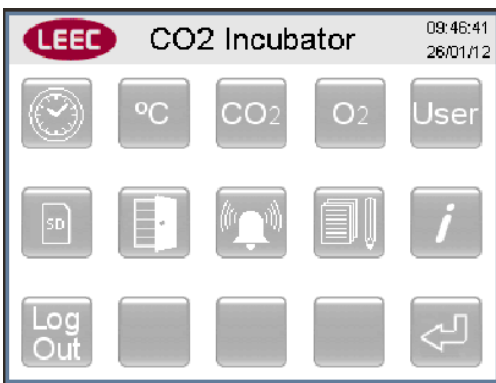 LEEC CO2 Incubator 09:46:41
26/01/12
ºC CO2 O2 User
SD i
Log
Out